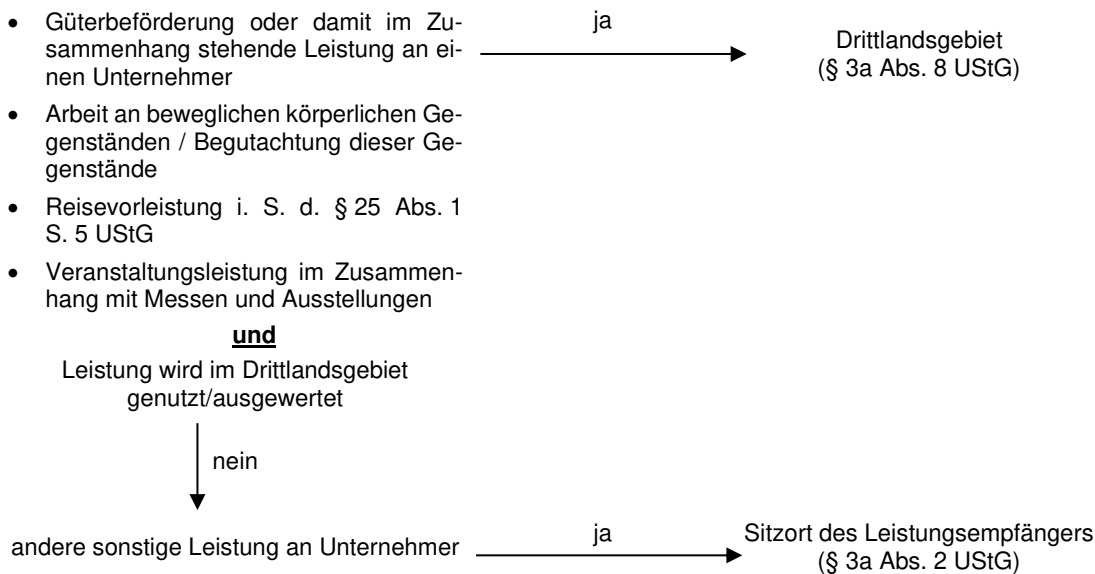 • Güterbeförderung oder damit im Zu-
sammenhang stehende Leistung an ei-
nen Unternehmer
ja
Drittlandsgebiet
(§ 3a Abs. 8 UStG)
• Arbeit an beweglichen körperlichen Ge-
genständen / Begutachtung dieser Ge-
genstände
• Reisevorleistung i. S. d. § 25 Abs. 1
S. 5 UStG
• Veranstaltungsleistung im Zusammen-
hang mit Messen und Ausstellungen
und
Leistung wird im Drittlandsgebiet
genutzt/ausgewertet
nein
andere sonstige Leistung an Unternehmer
ja
Sitzort des Leistungsempfängers
(§ 3a Abs. 2 UStG)